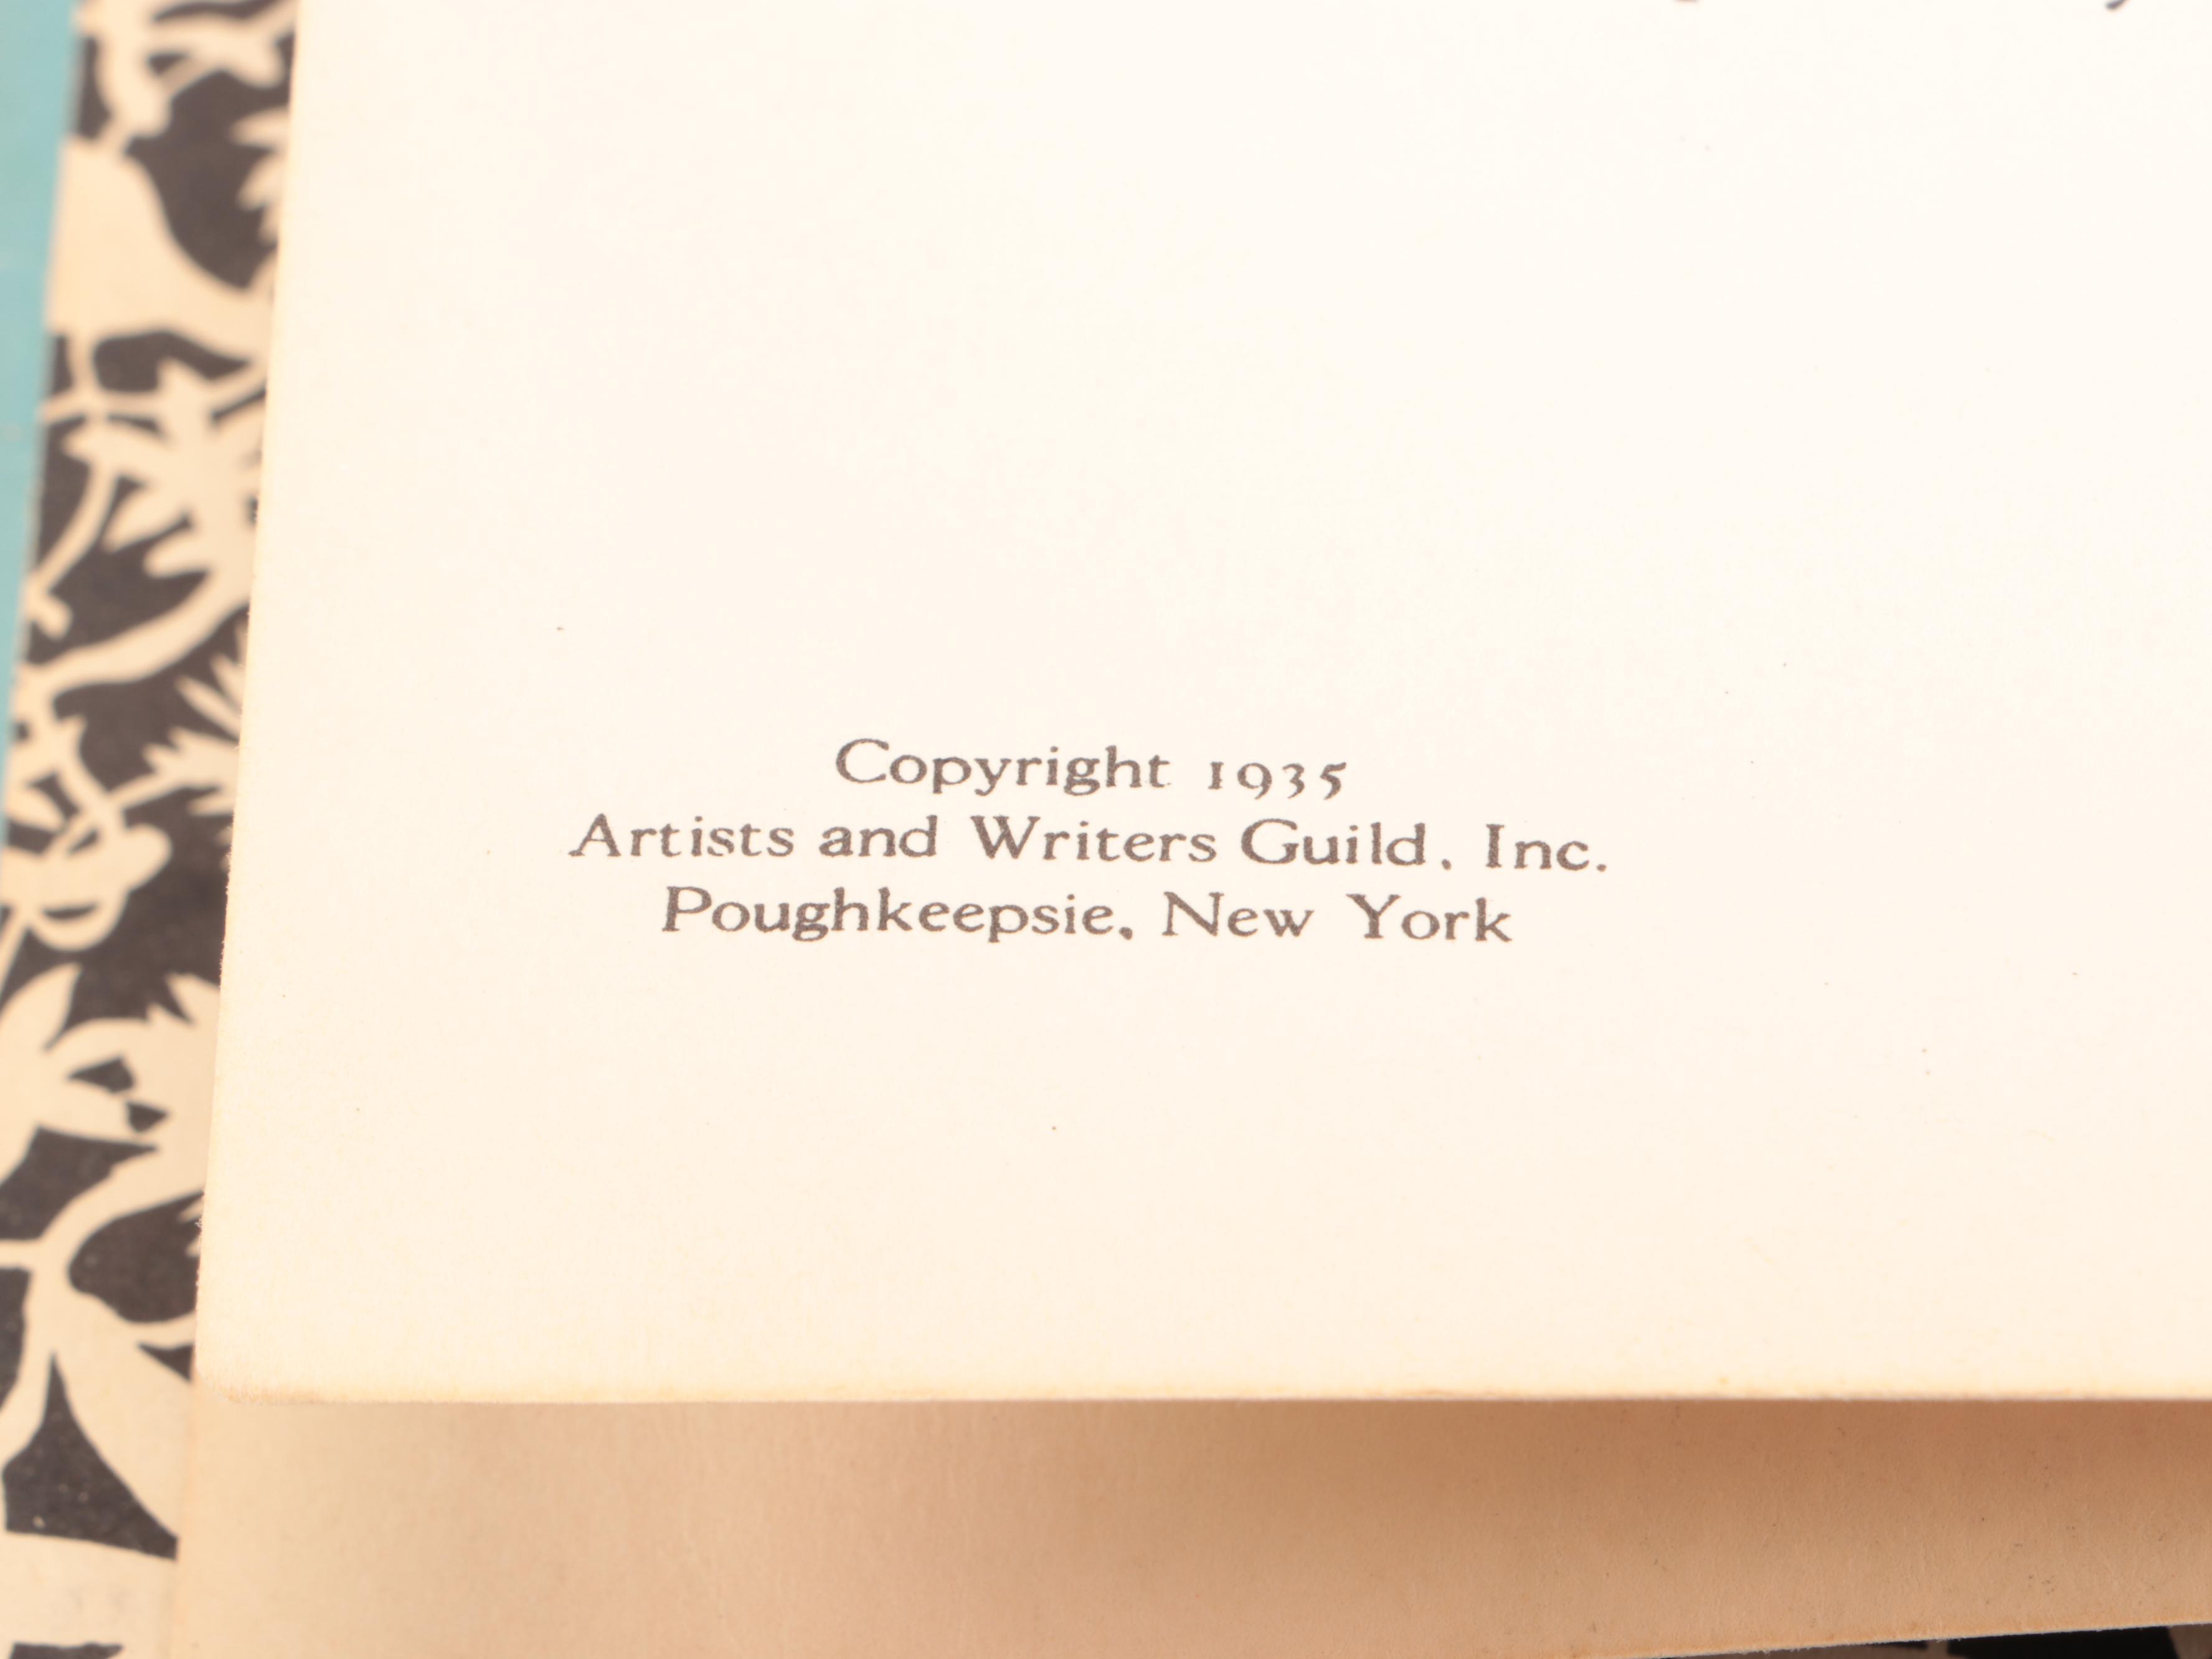 Copyright 1935
Artists and Writers Guild, Inc.
Poughkeepsie, New York